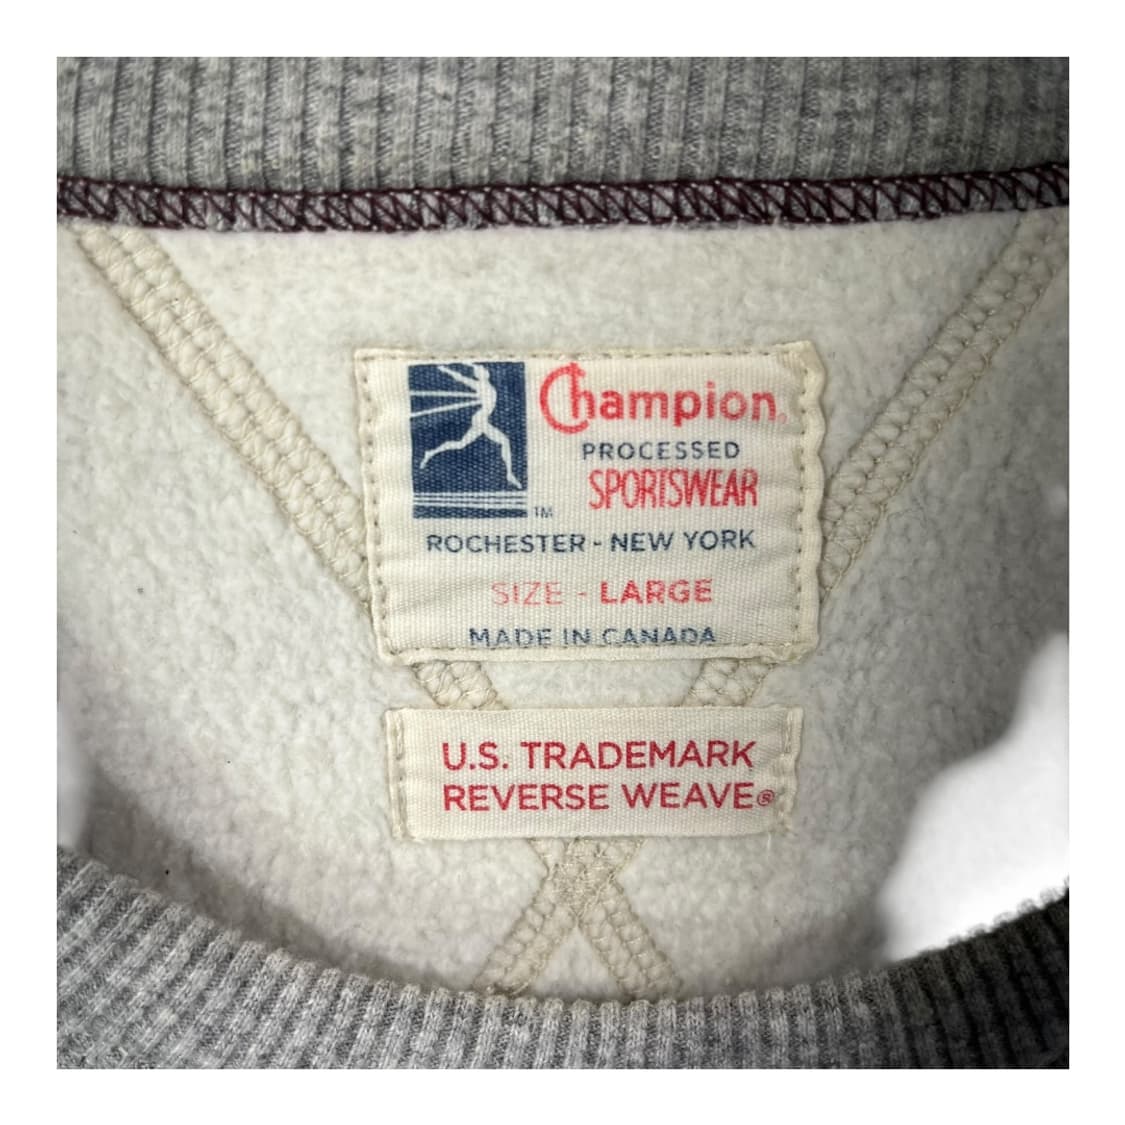 Champion®
PROCESSED
SPORTSWEAR
TM
ROCHESTER - NEW YORK
SIZE - LARGE
MADE IN CANADA
U.S. TRADEMARK
REVERSE WEAVE®